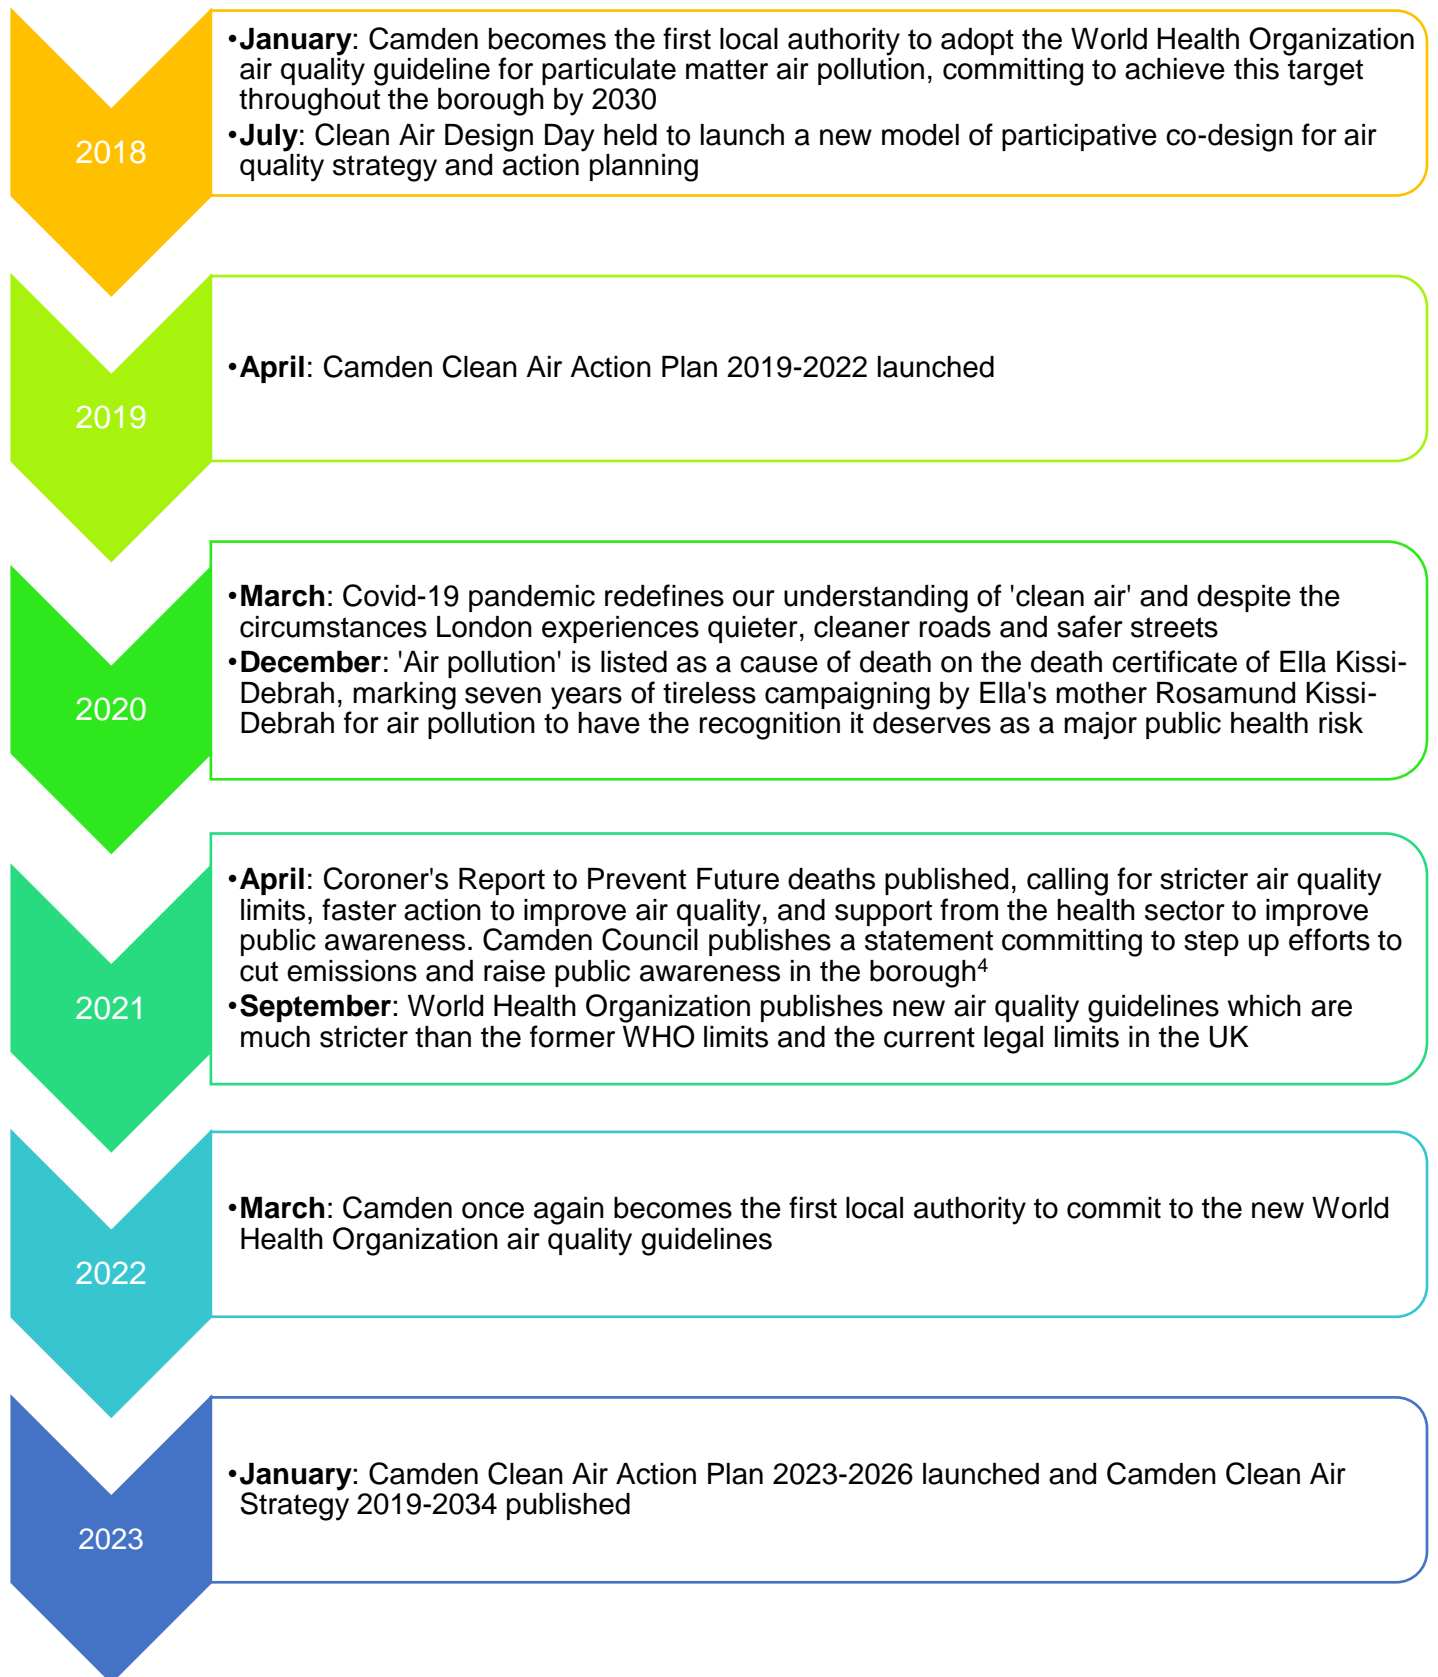 •January: Camden becomes the first local authority to adopt the World Health Organization
air quality guideline for particulate matter air pollution, committing to achieve this target
throughout the borough by 2030
•July: Clean Air Design Day held to launch a new model of participative co-design for air
quality strategy and action planning
2018
•April: Camden Clean Air Action Plan 2019-2022 launched
2019
•March: Covid-19 pandemic redefines our understanding of 'clean air' and despite the
circumstances London experiences quieter, cleaner roads and safer streets
•December: 'Air pollution' is listed as a cause of death on the death certificate of Ella Kissi-
Debrah, marking seven years of tireless campaigning by Ella's mother Rosamund Kissi-
Debrah for air pollution to have the recognition it deserves as a major public health risk
2020
•April: Coroner's Report to Prevent Future deaths published, calling for stricter air quality
limits, faster action to improve air quality, and support from the health sector to improve
public awareness. Camden Council publishes a statement committing to step up efforts to
cut emissions and raise public awareness in the borough⁴
•September: World Health Organization publishes new air quality guidelines which are
much stricter than the former WHO limits and the current legal limits in the UK
2021
•March: Camden once again becomes the first local authority to commit to the new World
Health Organization air quality guidelines
2022
•January: Camden Clean Air Action Plan 2023-2026 launched and Camden Clean Air
Strategy 2019-2034 published
2023